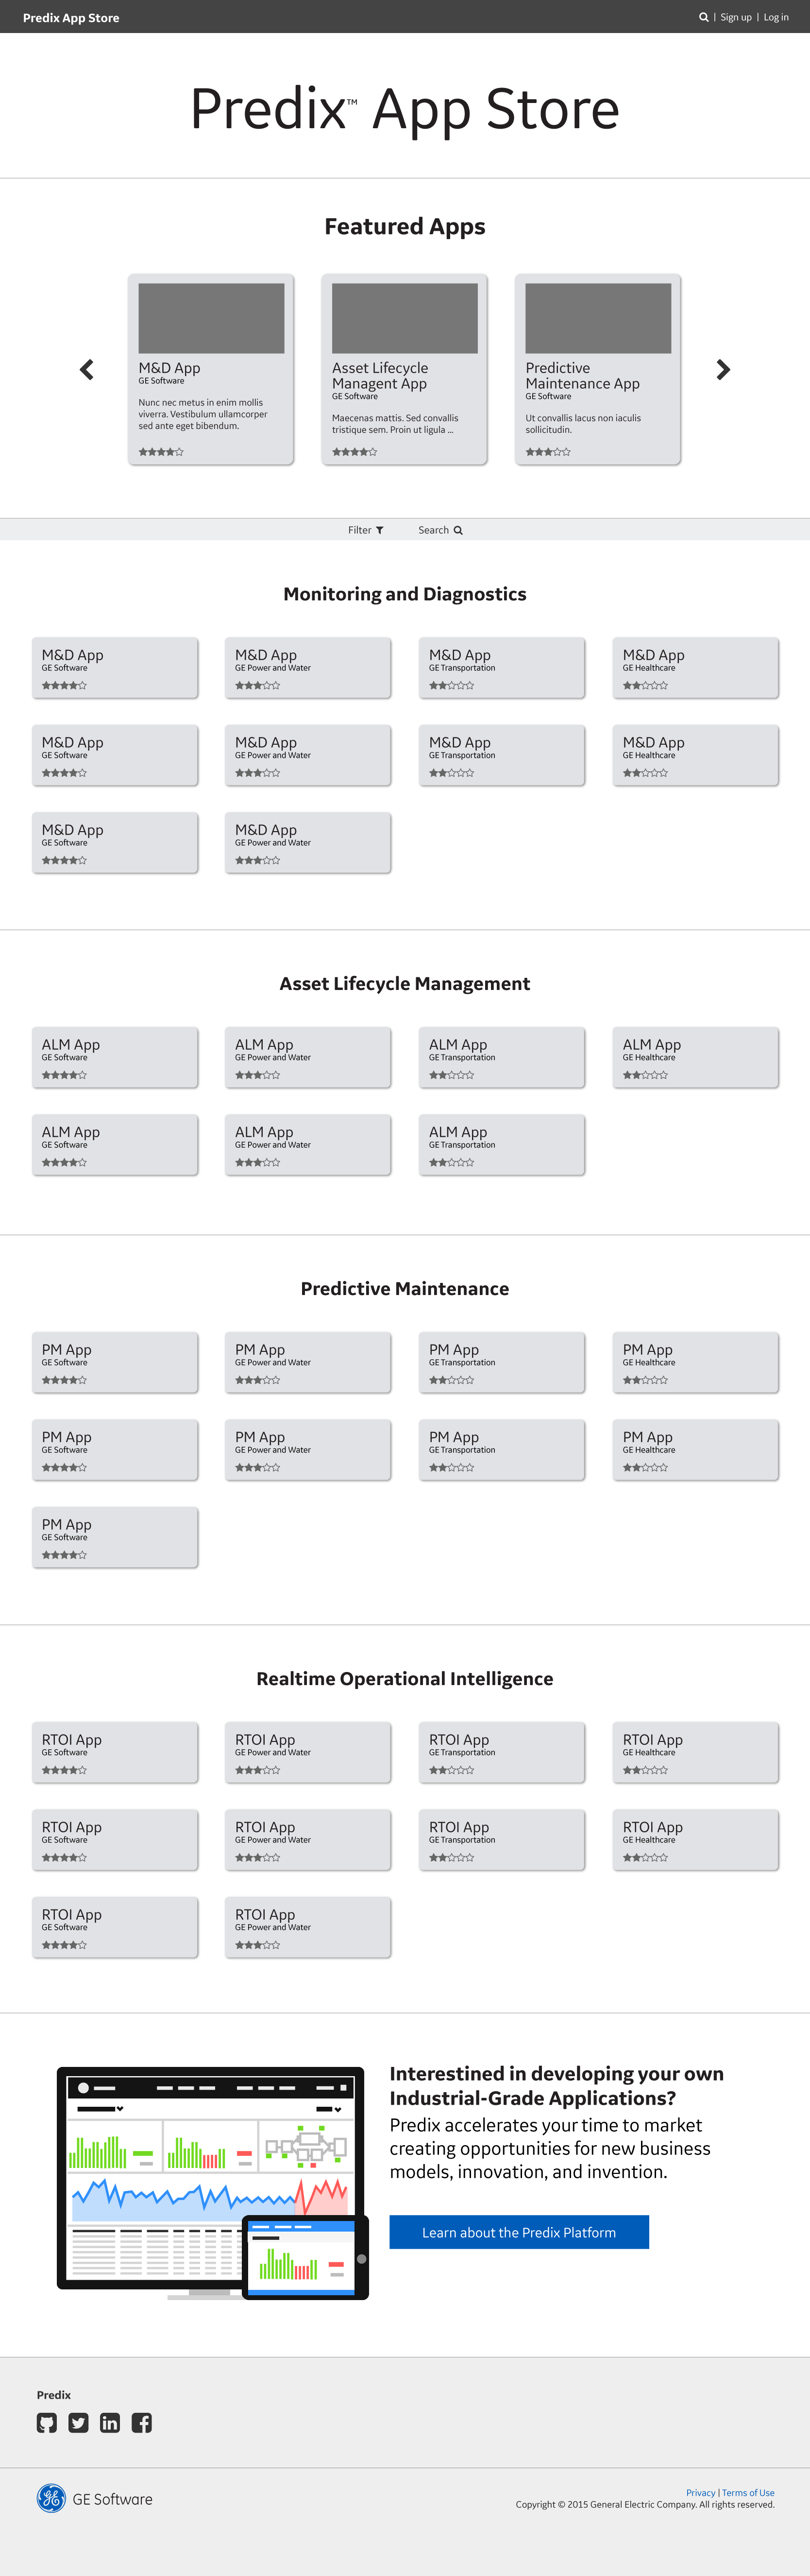 Predix App Store
| Sign up | Log in
Predix™ App Store
Featured Apps
M&D App
GE Software
Nunc nec metus in enim mollis
viverra. Vestibulum ullamcorper
sed ante eget bibendum.
Asset Lifecycle
Managent App
GE Software
Maecenas mattis. Sed convallis
tristique sem. Proin ut ligula ...
Predictive
Maintenance App
GE Software
Ut convallis lacus non iaculis
sollicitudin.
Filter Search
Monitoring and Diagnostics
M&D App
GE Software
M&D App
GE Power and Water
M&D App
GE Transportation
M&D App
GE Healthcare
M&D App
GE Software
M&D App
GE Power and Water
M&D App
GE Transportation
M&D App
GE Healthcare
M&D App
GE Software
M&D App
GE Power and Water
Asset Lifecycle Management
ALM App
GE Software
ALM App
GE Power and Water
ALM App
GE Transportation
ALM App
GE Healthcare
ALM App
GE Software
ALM App
GE Power and Water
ALM App
GE Transportation
Predictive Maintenance
PM App
GE Software
PM App
GE Power and Water
PM App
GE Transportation
PM App
GE Healthcare
PM App
GE Software
PM App
GE Power and Water
PM App
GE Transportation
PM App
GE Healthcare
PM App
GE Software
Realtime Operational Intelligence
RTOI App
GE Software
RTOI App
GE Power and Water
RTOI App
GE Transportation
RTOI App
GE Healthcare
RTOI App
GE Software
RTOI App
GE Power and Water
RTOI App
GE Transportation
RTOI App
GE Healthcare
RTOI App
GE Software
RTOI App
GE Power and Water
Interestined in developing your own
Industrial-Grade Applications?
Predix accelerates your time to market
creating opportunities for new business
models, innovation, and invention.
Learn about the Predix Platform
Predix
in
GE GE Software
Privacy | Terms of Use
Copyright © 2015 General Electric Company. All rights reserved.